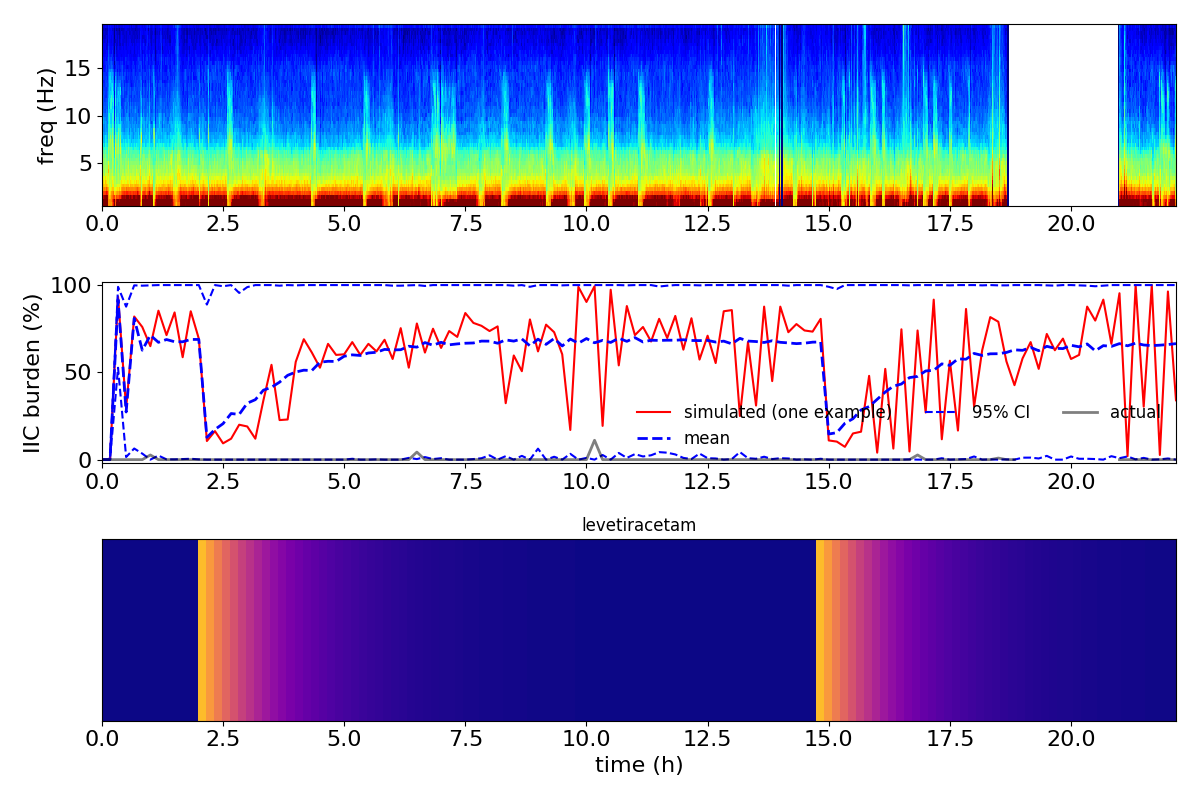 freq (Hz)
15
10
5
0.0 2.5 5.0 7.5 10.0 12.5 15.0 17.5 20.0
IIC burden (%)
100
50
0
simulated (one example) 95% CI actual
mean
0.0 2.5 5.0 7.5 10.0 12.5 15.0 17.5 20.0
levetiracetam
0.0 2.5 5.0 7.5 10.0 12.5 15.0 17.5 20.0
time (h)